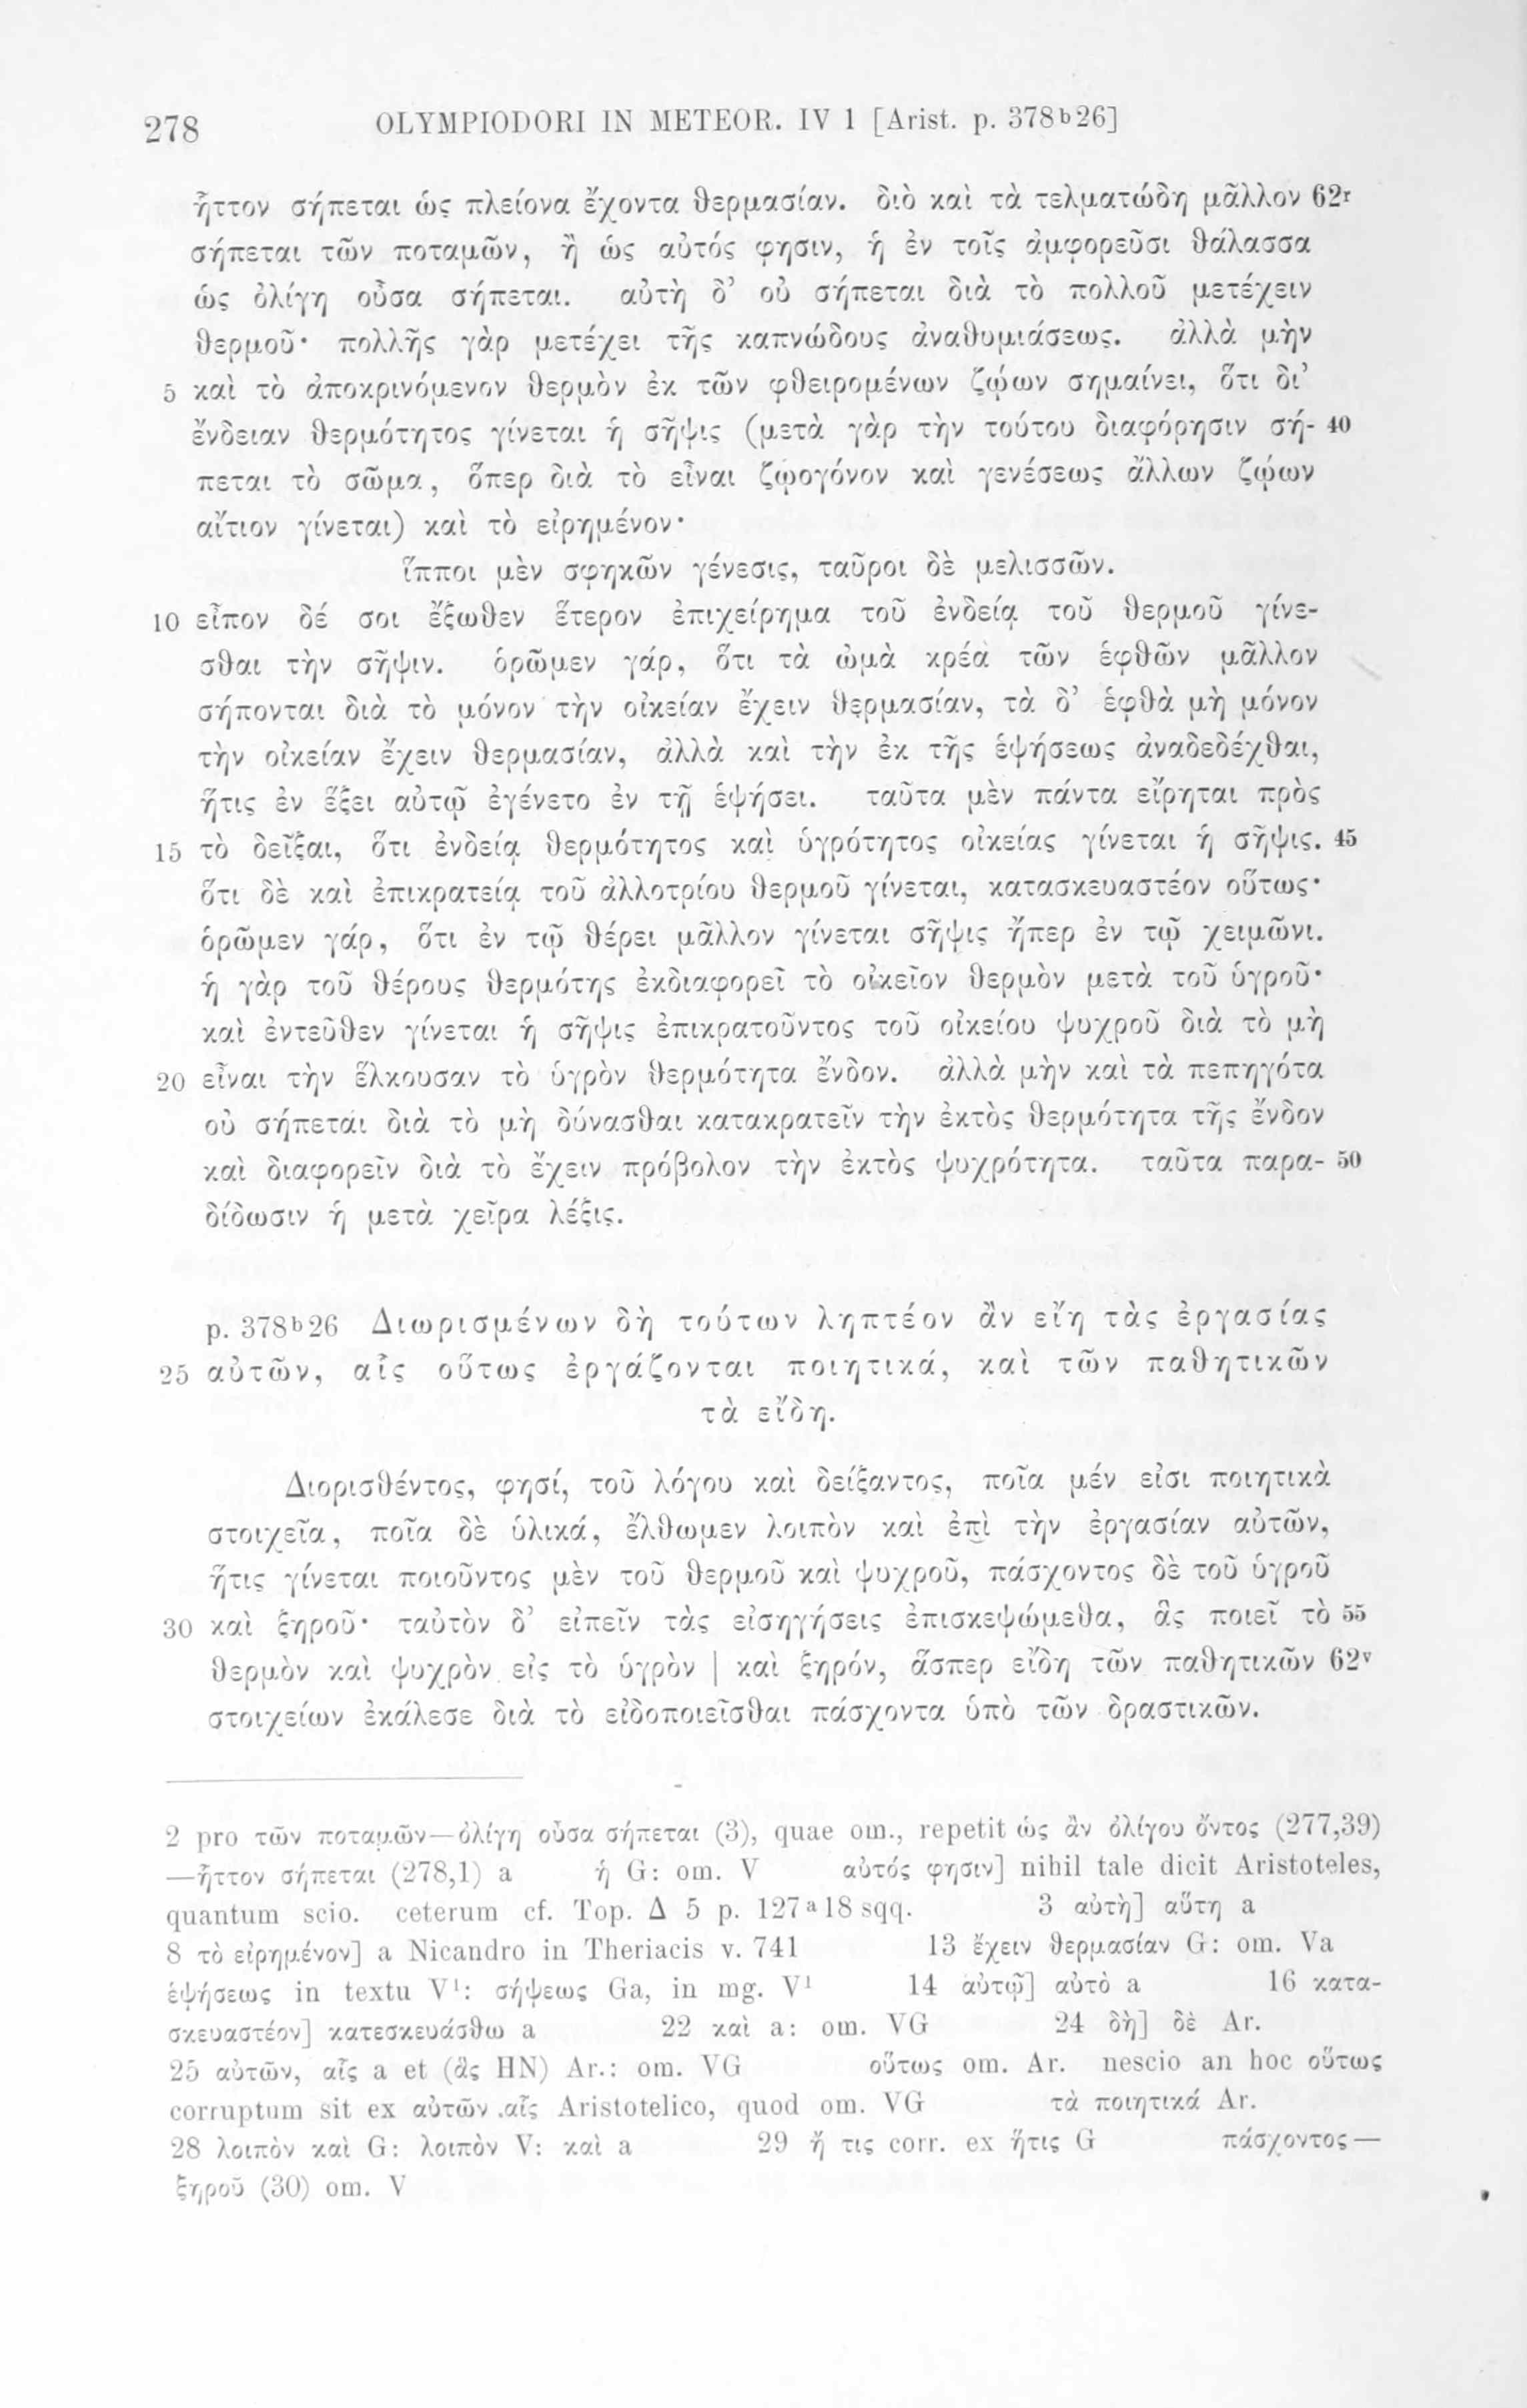 278 OLYMPIODORI IN METEOR. IV 1 [Arist. p. 378ᵇ26]
ἧττον σήπεται ὡς πλείονα ἔχοντα θερμασίαν. διὸ καὶ τὰ τελματώδη μᾶλλον 62ʳ
σήπεται τῶν ποταμῶν, ἢ ὡς αὐτός φησιν, ἡ ἐν τοῖς ἀμφορεῦσι θάλασσα
ὡς ὀλίγη οὖσα σήπεται. αὐτὴ δ’ οὐ σήπεται διὰ τὸ πολλοῦ μετέχειν
θερμοῦ· πολλῆς γὰρ μετέχει τῆς καπνώδους ἀναθυμιάσεως. ἀλλὰ μὴν
5 καὶ τὸ ἀποκρινόμενον θερμὸν ἐκ τῶν φθειρομένων ζῴων σημαίνει, ὅτι δι’
ἔνδειαν θερμότητος γίνεται ἡ σῆψις (μετὰ γὰρ τὴν τούτου διαφόρησιν σή- 40
πεται τὸ σῶμα, ὅπερ διὰ τὸ εἶναι ζῳογόνον καὶ γενέσεως ἄλλων ζῴων
αἴτιον γίνεται) καὶ τὸ εἰρημένον·
ἵπποι μὲν σφηκῶν γένεσις, ταῦροι δὲ μελισσῶν.
10 εἶπον δέ σοι ἔξωθεν ἕτερον ἐπιχείρημα τοῦ ἐνδείᾳ τοῦ θερμοῦ γίνε-
σθαι τὴν σῆψιν. ὁρῶμεν γάρ, ὅτι τὰ ὠμὰ κρέα τῶν ἑφθῶν μᾶλλον
σήπονται διὰ τὸ μόνον τὴν οἰκείαν ἔχειν θερμασίαν, τὰ δ’ ἑφθὰ μὴ μόνον
τὴν οἰκείαν ἔχειν θερμασίαν, ἀλλὰ καὶ τὴν ἐκ τῆς ἑψήσεως ἀναδεδέχθαι,
ἥτις ἐν ἕξει αὐτῷ ἐγένετο ἐν τῇ ἑψήσει. ταῦτα μὲν πάντα εἴρηται πρὸς
15 τὸ δεῖξαι, ὅτι ἐνδείᾳ θερμότητος καὶ ὑγρότητος οἰκείας γίνεται ἡ σῆψις. 45
ὅτι δὲ καὶ ἐπικρατείᾳ τοῦ ἀλλοτρίου θερμοῦ γίνεται, κατασκευαστέον οὕτως·
ὁρῶμεν γάρ, ὅτι ἐν τῷ θέρει μᾶλλον γίνεται σῆψις ἤπερ ἐν τῷ χειμῶνι.
ἡ γὰρ τοῦ θέρους θερμότης ἐκδιαφορεῖ τὸ οἰκεῖον θερμὸν μετὰ τοῦ ὑγροῦ·
καὶ ἐντεῦθεν γίνεται ἡ σῆψις ἐπικρατοῦντος τοῦ οἰκείου ψυχροῦ διὰ τὸ μὴ
20 εἶναι τὴν ἕλκουσαν τὸ ὑγρὸν θερμότητα ἔνδον. ἀλλὰ μὴν καὶ τὰ πεπηγότα
οὐ σήπεται διὰ τὸ μὴ δύνασθαι κατακρατεῖν τὴν ἐκτὸς θερμότητα τῆς ἔνδον
καὶ διαφορεῖν διὰ τὸ ἔχειν πρόβολον τὴν ἐκτὸς ψυχρότητα. ταῦτα παρα- 50
δίδωσιν ἡ μετὰ χεῖρα λέξις.
p. 378ᵇ26 Διωρισμένων δὴ τούτων ληπτέον ἂν εἴη τὰς ἐργασίας
25 αὐτῶν, αἷς οὕτως ἐργάζονται ποιητικά, καὶ τῶν παθητικῶν
τὰ εἴδη.
Διορισθέντος, φησί, τοῦ λόγου καὶ δείξαντος, ποῖα μέν εἰσι ποιητικὰ
στοιχεῖα, ποῖα δὲ ὑλικά, ἔλθωμεν λοιπὸν καὶ ἐπὶ τὴν ἐργασίαν αὐτῶν,
ἥτις γίνεται ποιοῦντος μὲν τοῦ θερμοῦ καὶ ψυχροῦ, πάσχοντος δὲ τοῦ ὑγροῦ
30 καὶ ξηροῦ· ταὐτὸν δ’ εἰπεῖν τὰς εἰσηγήσεις ἐπισκεψώμεθα, ἃς ποιεῖ τὸ 55
θερμὸν καὶ ψυχρὸν εἰς τὸ ὑγρὸν | καὶ ξηρόν, ἅσπερ εἴδη τῶν παθητικῶν 62ᵛ
στοιχείων ἐκάλεσε διὰ τὸ εἰδοποιεῖσθαι πάσχοντα ὑπὸ τῶν δραστικῶν.
2 pro τῶν ποταμῶν—ὀλίγη οὖσα σήπεται (3), quae om., repetit ὡς ἂν ὀλίγου ὄντος (277,39)
—ἧττον σήπεται (278,1) a ἡ G: om. V αὐτός φησιν] nihil tale dicit Aristoteles,
quantum scio. ceterum cf. Top. Δ 5 p. 127ᵃ18 sqq. 3 αὐτὴ] αὕτη a
8 τὸ εἰρημένον] a Nicandro in Theriacis v. 741 13 ἔχειν θερμασίαν G: om. Va
ἑψήσεως in textu V¹: σήψεως Ga, in mg. V¹ 14 αὐτῷ] αὐτὸ a 16 κατα-
σκευαστέον] κατεσκευάσθω a 22 καὶ a: om. VG 24 δὴ] δὲ Ar.
25 αὐτῶν, αἷς a et (ἃς HN) Ar.: om. VG οὕτως om. Ar. nescio an hoc οὕτως
corruptum sit ex αὐτῶν αἷς Aristotelico, quod om. VG τὰ ποιητικά Ar.
28 λοιπὸν καὶ G: λοιπὸν V: καὶ a 29 ἥ τις corr. ex ἥτις G πάσχοντος—
ξηροῦ (30) om. V